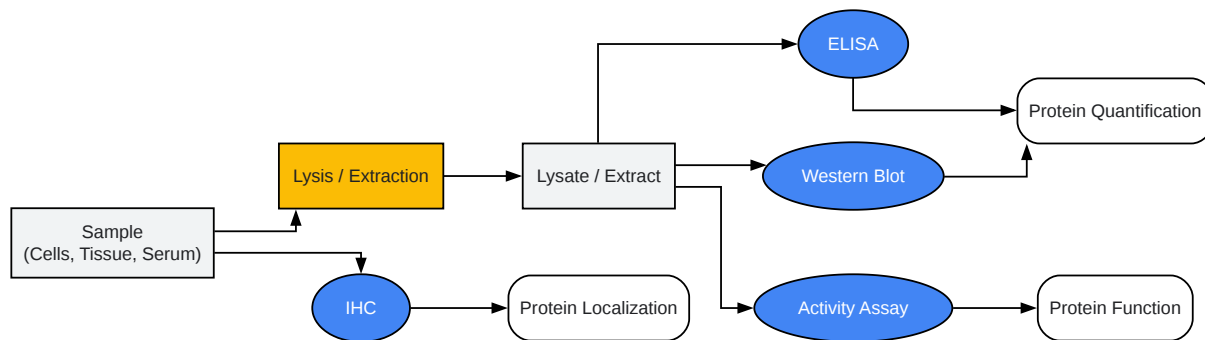 ELISA
Protein Quantification
Lysis / Extraction
Lysate / Extract
Western Blot
Sample
(Cells, Tissue, Serum)
IHC
Protein Localization
Activity Assay
Protein Function